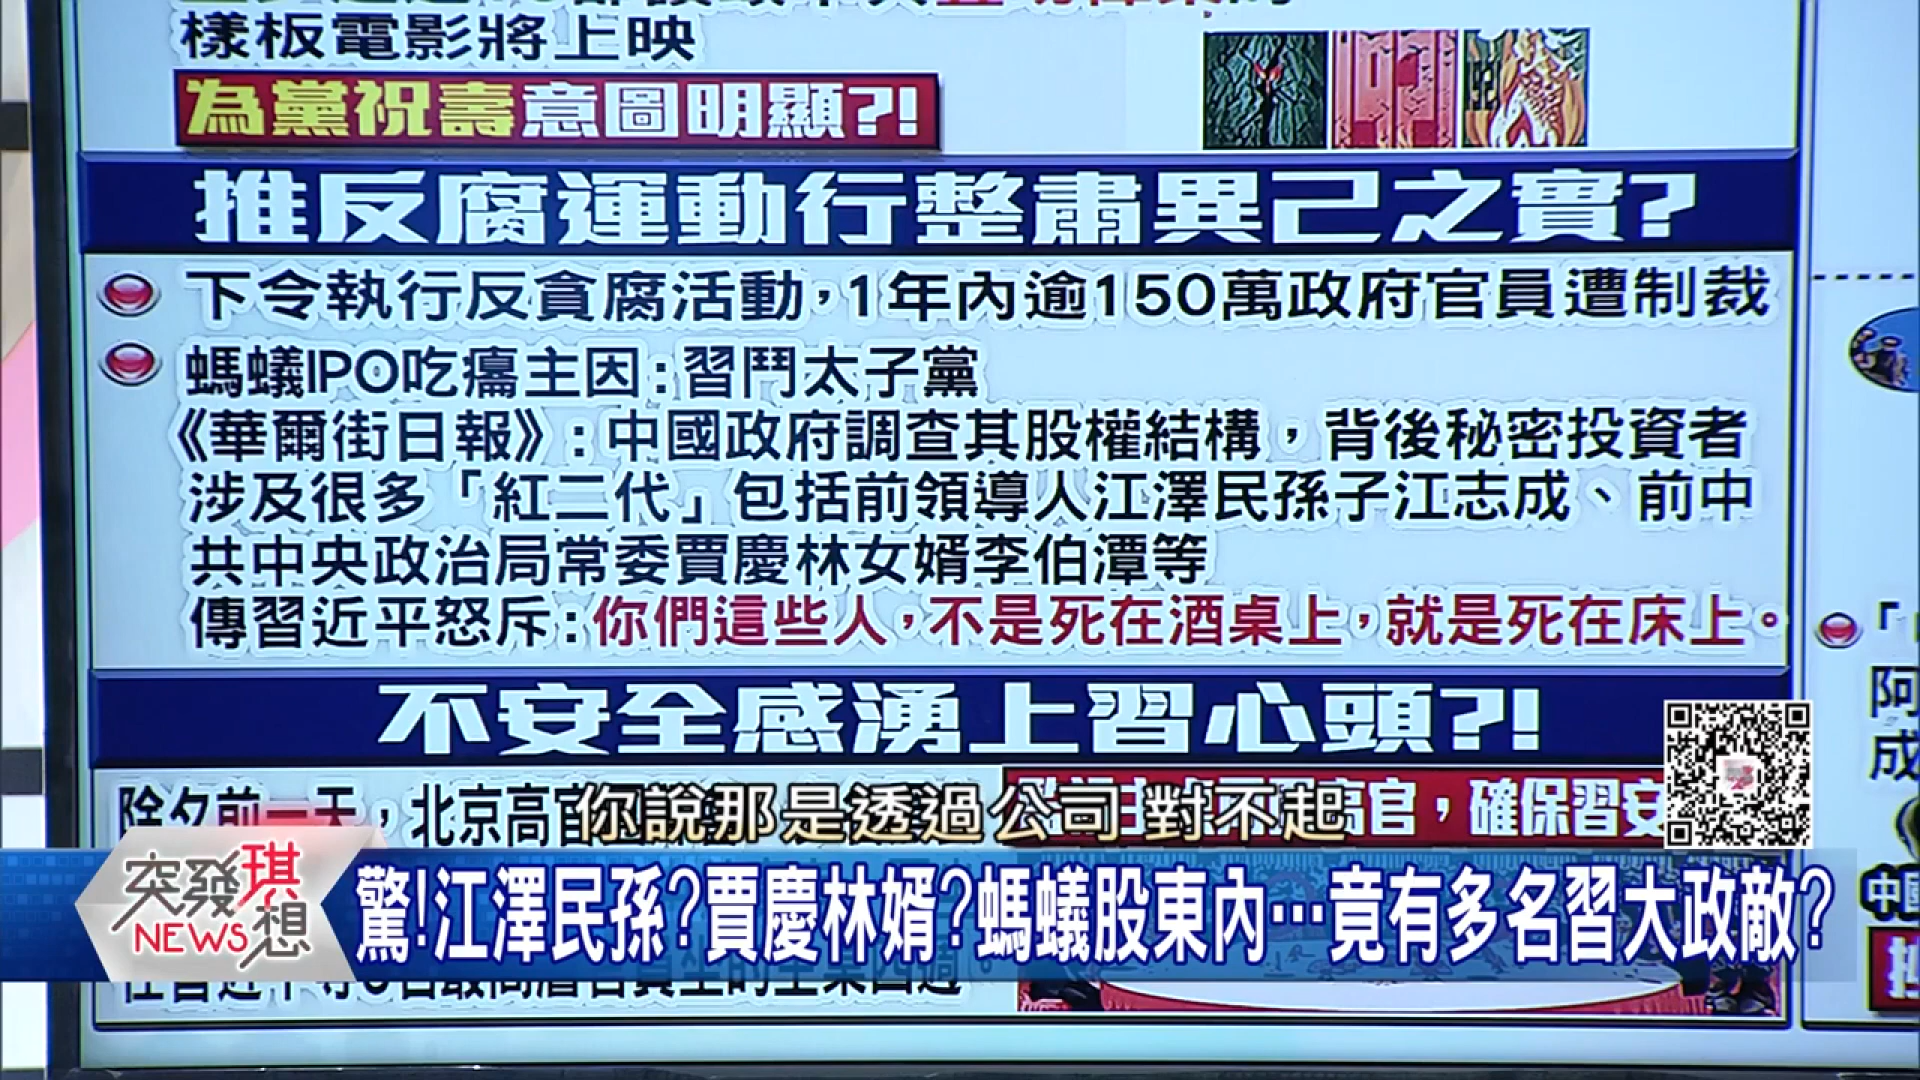 樣板電影將上映
為黨祝壽意圖明顯?!
推反腐運動行整肅異己之實?
下令執行反貪腐活動，1年內逾150萬政府官員遭制裁
螞蟻IPO吃癟主因：習鬥太子黨
《華爾街日報》：中國政府調查其股權結構，背後秘密投資者
涉及很多「紅二代」包括前領導人江澤民孫子江志成、前中
共中央政治局常委賈慶林女婿李伯潭等
傳習近平怒斥：你們這些人，不是死在酒桌上，就是死在床上。
不安全感湧上習心頭?!
除夕前一天，北京高官
高官，確保習安
你說那是透過公司 對不起
突發琪想
NEWS
驚!江澤民孫?賈慶林婿?螞蟻股東內…竟有多名習大政敵?
「
阿
成
中國